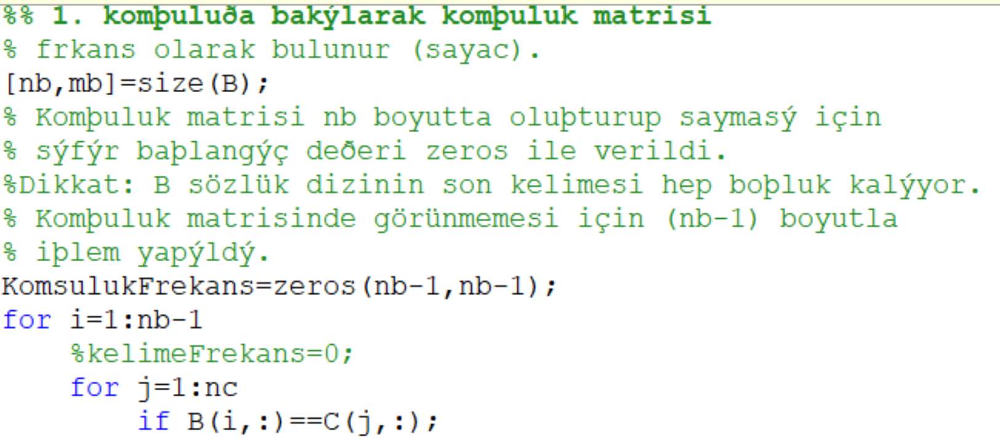 %% 1. komþuluða bakýlarak komþuluk matrisi
% frkans olarak bulunur (sayac).
[nb,mb]=size(B);
% Komþuluk matrisi nb boyutta oluþturup saymasý için
% sýfýr baþlangýç deðeri zeros ile verildi.
%Dikkat: B sözlük dizinin son kelimesi hep boþluk kalýyor.
% Komþuluk matrisinde görünmemesi için (nb-1) boyutla
% iþlem yapýldý.
KomsulukFrekans=zeros(nb-1,nb-1);
for i=1:nb-1
    %kelimeFrekans=0;
    for j=1:nc
        if B(i,:)==C(j,:);